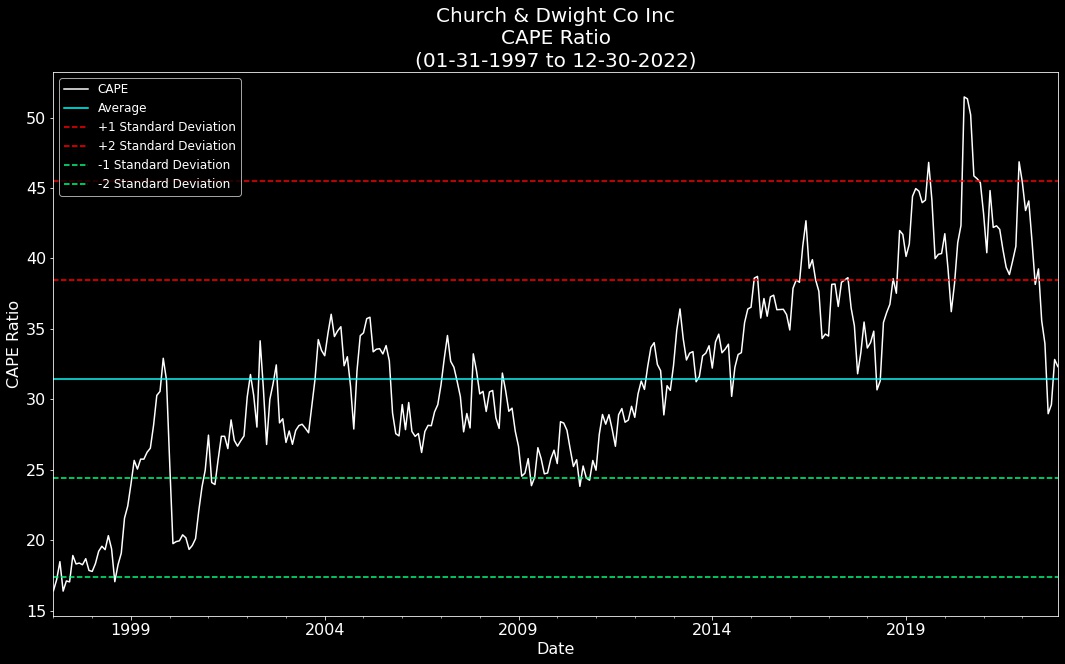 Church & Dwight Co Inc
CAPE Ratio
(01-31-1997 to 12-30-2022)
CAPE
Average
+1 Standard Deviation
+2 Standard Deviation
-1 Standard Deviation
-2 Standard Deviation
CAPE Ratio
50
45
40
35
30
25
20
15
1999
2004
2009
2014
2019
Date